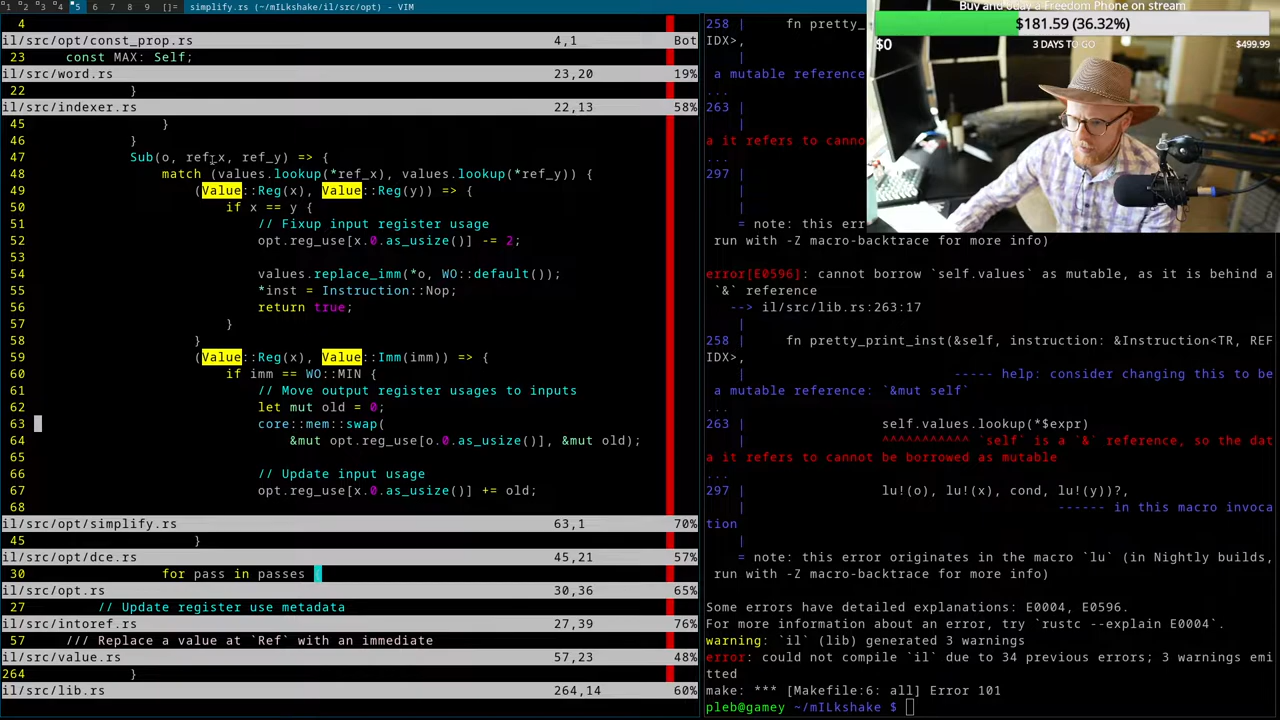 1 2 3 4 5 6 7 8 9 []= simplify.rs (~/mILkshake/il/src/opt) - VIM
4
il/src/opt/const_prop.rs 4,1 Bot
23 const MAX: Self;
il/src/word.rs 23,20 19%
22 }
il/src/indexer.rs 22,13 58%
45 }
46 }
47 Sub(o, ref_x, ref_y) => {
48 match (values.lookup(*ref_x), values.lookup(*ref_y)) {
49 (Value::Reg(x), Value::Reg(y)) => {
50 if x == y {
51 // Fixup input register usage
52 opt.reg_use[x.0.as_usize()] -= 2;
53
54 values.replace_imm(*o, WO::default());
55 *inst = Instruction::Nop;
56 return true;
57 }
58 }
59 (Value::Reg(x), Value::Imm(imm)) => {
60 if imm == WO::MIN {
61 // Move output register usages to inputs
62 let mut old = 0;
63 core::mem::swap(
64 &mut opt.reg_use[o.0.as_usize()], &mut old);
65
66 // Update input usage
67 opt.reg_use[x.0.as_usize()] += old;
68
il/src/opt/simplify.rs 63,1 70%
45 }
il/src/opt/dce.rs 45,21 57%
30 for pass in passes {
il/src/opt.rs 30,36 65%
27 // Update register use metadata
il/src/intoref.rs 27,39 76%
57 /// Replace a value at `Ref` with an immediate
il/src/value.rs 57,23 48%
264 }
il/src/lib.rs 264,14 60%
258 | fn pretty_
IDX>,
|
a mutable reference
...
263 |
|
a it refers to cannot
...
297 |
|
= note: this err
run with -Z macro-backtrace for more info)
error[E0596]: cannot borrow `self.values` as mutable, as it is behind a
`&` reference
--> il/src/lib.rs:263:17
|
258 | fn pretty_print_inst(&self, instruction: &Instruction<TR, REF
IDX>,
| ----- help: consider changing this to be
a mutable reference: `&mut self`
...
263 | self.values.lookup(*$expr)
| ^^^^^^^^^^^ `self` is a `&` reference, so the dat
a it refers to cannot be borrowed as mutable
...
297 | lu!(o), lu!(x), cond, lu!(y))?,
| ------ in this macro invoca
tion
|
= note: this error originates in the macro `lu` (in Nightly builds,
run with -Z macro-backtrace for more info)
Some errors have detailed explanations: E0004, E0596.
For more information about an error, try `rustc --explain E0004`.
warning: `il` (lib) generated 3 warnings
error: could not compile `il` due to 34 previous errors; 3 warnings emi
tted
make: *** [Makefile:6: all] Error 101
pleb@gamey ~/mILkshake $
Buy and 0day a Freedom Phone on stream
$181.59 (36.32%)
$0 3 DAYS TO GO $499.99